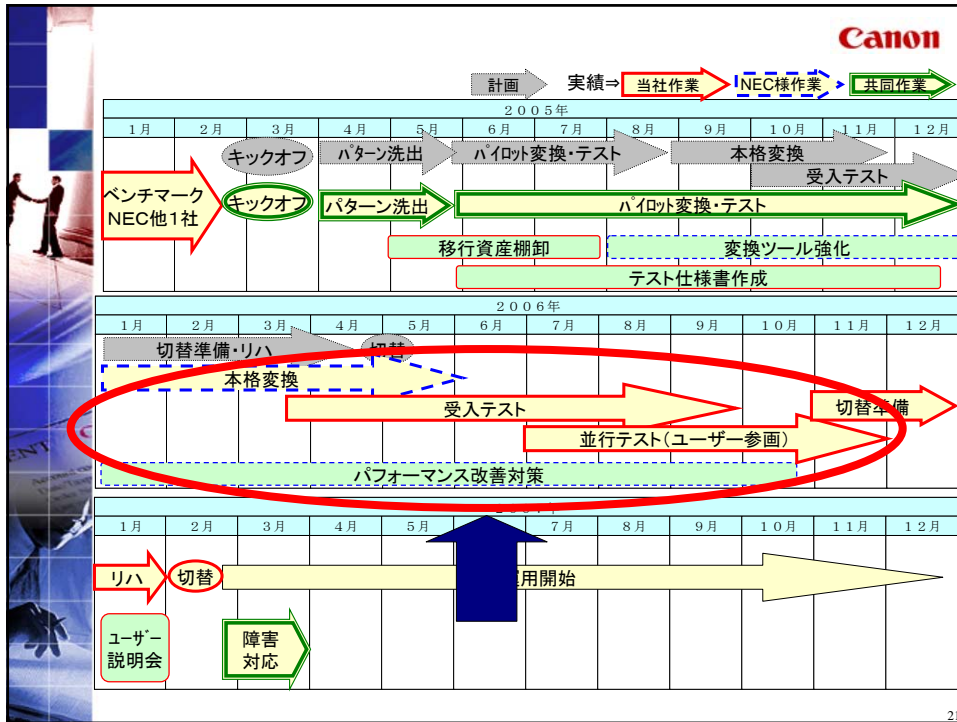 Canon
計画
実績⇒
当社作業
NEC様作業
共同作業
2005年
1月 2月 3月 4月 5月 6月 7月 8月 9月 10月 11月 12月
キックオフ
パターン洗出
パイロット変換・テスト
本格変換
受入テスト
ベンチマーク
NEC他1社
キックオフ
パターン洗出
パイロット変換・テスト
移行資産棚卸
変換ツール強化
テスト仕様書作成
2006年
1月 2月 3月 4月 5月 6月 7月 8月 9月 10月 11月 12月
切替準備・リハ
切替
本格変換
受入テスト
切替準備
並行テスト(ユーザー参画)
パフォーマンス改善対策
1月 2月 3月 4月 5月 7月 8月 9月 10月 11月 12月
リハ
切替
用開始
ユーザー
説明会
障害
対応
21